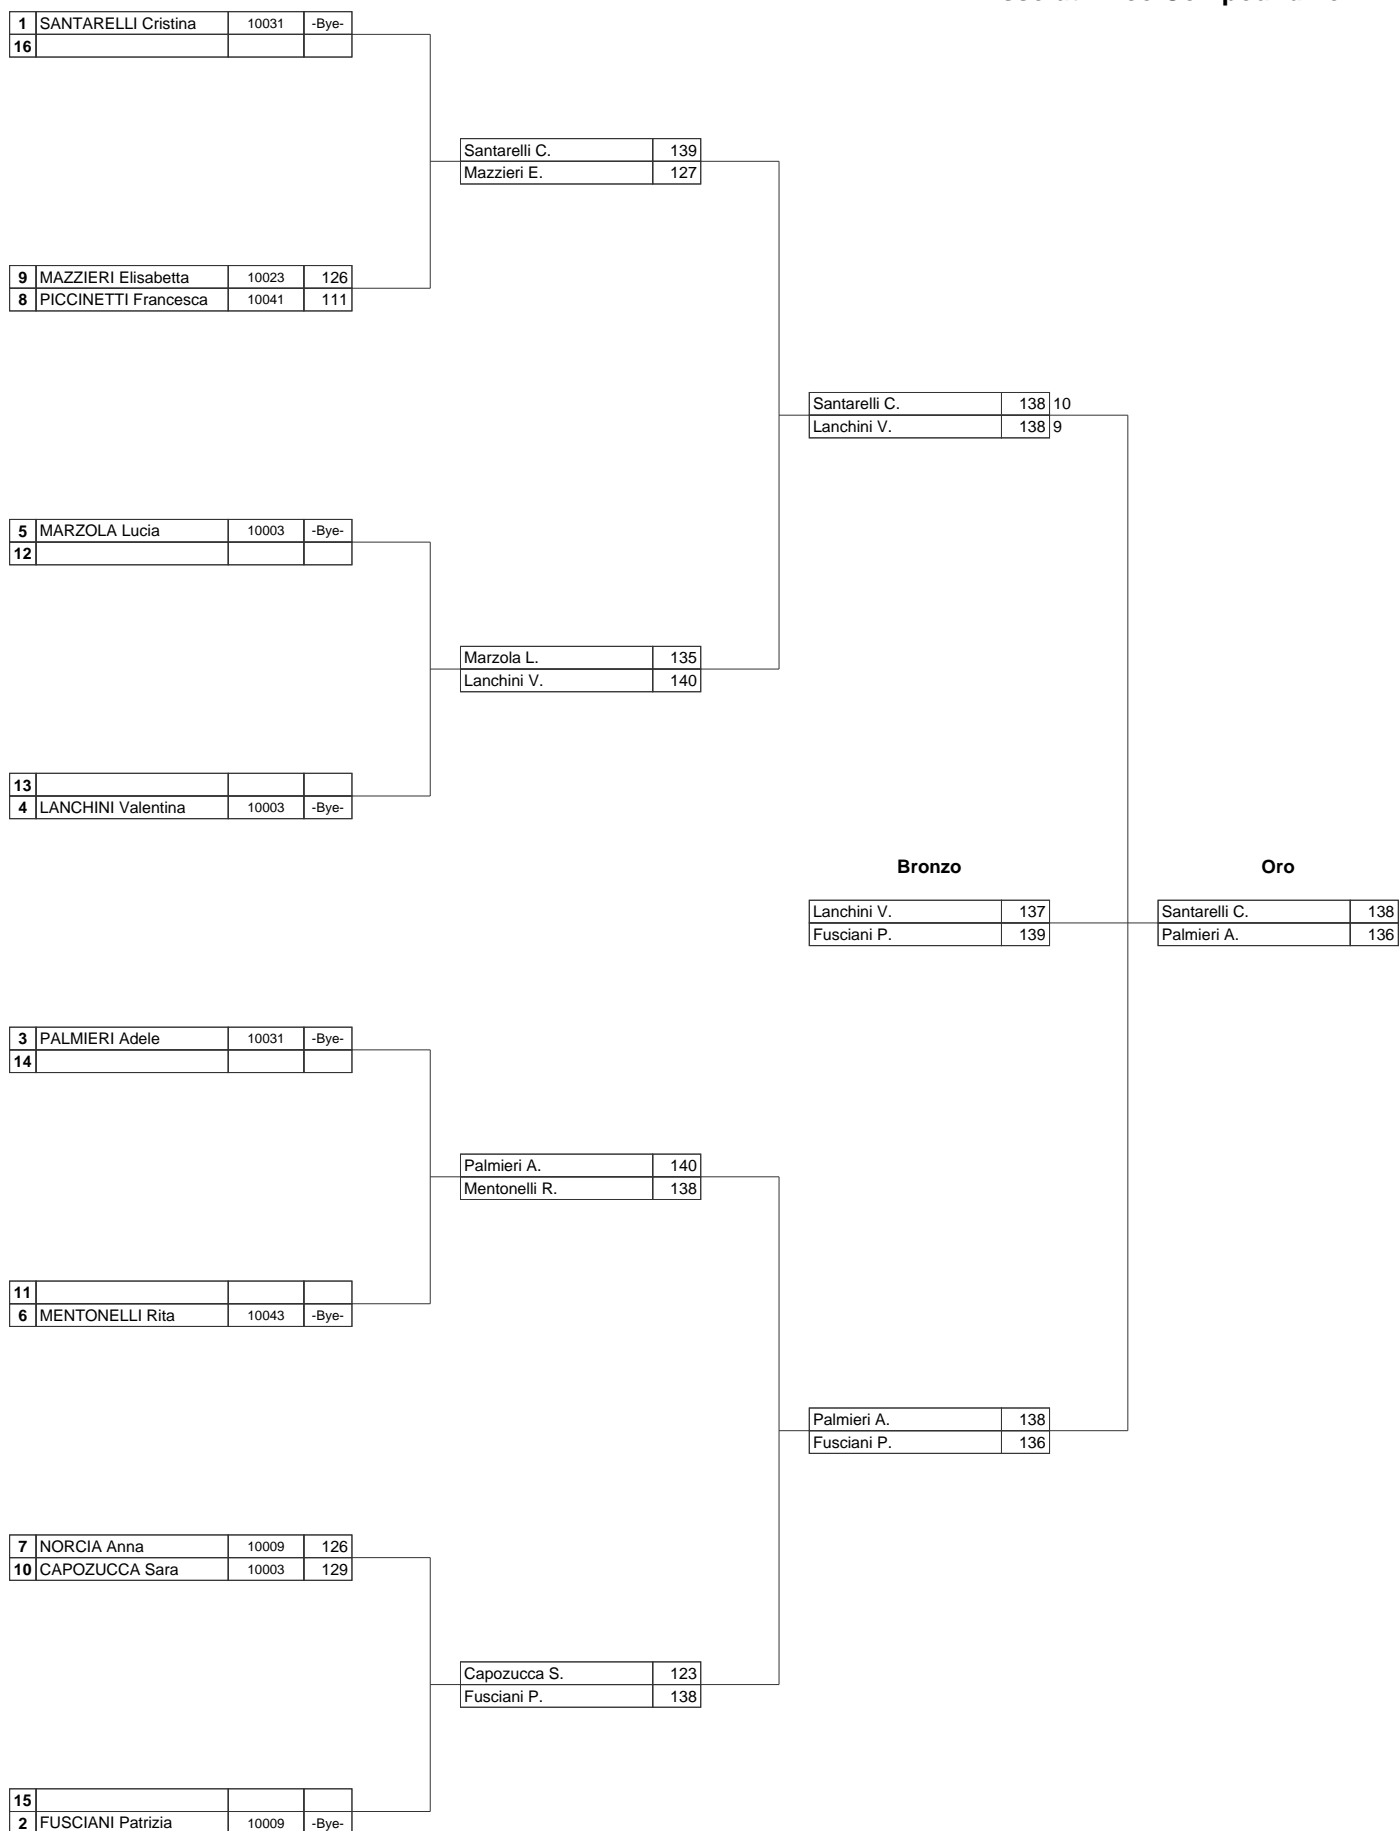 1 SANTARELLI Cristina 10031 -Bye-
16
Santarelli C. 139
Mazzieri E. 127
9 MAZZIERI Elisabetta 10023 126
8 PICCINETTI Francesca 10041 111
Santarelli C. 138 10
Lanchini V. 138 9
5 MARZOLA Lucia 10003 -Bye-
12
Marzola L. 135
Lanchini V. 140
13
4 LANCHINI Valentina 10003 -Bye-
Bronzo Oro
Lanchini V. 137 Santarelli C. 138
Fusciani P. 139 Palmieri A. 136
3 PALMIERI Adele 10031 -Bye-
14
Palmieri A. 140
Mentonelli R. 138
11
6 MENTONELLI Rita 10043 -Bye-
Palmieri A. 138
Fusciani P. 136
7 NORCIA Anna 10009 126
10 CAPOZUCCA Sara 10003 129
Capozucca S. 123
Fusciani P. 138
15
2 FUSCIANI Patrizia 10009 -Bye-